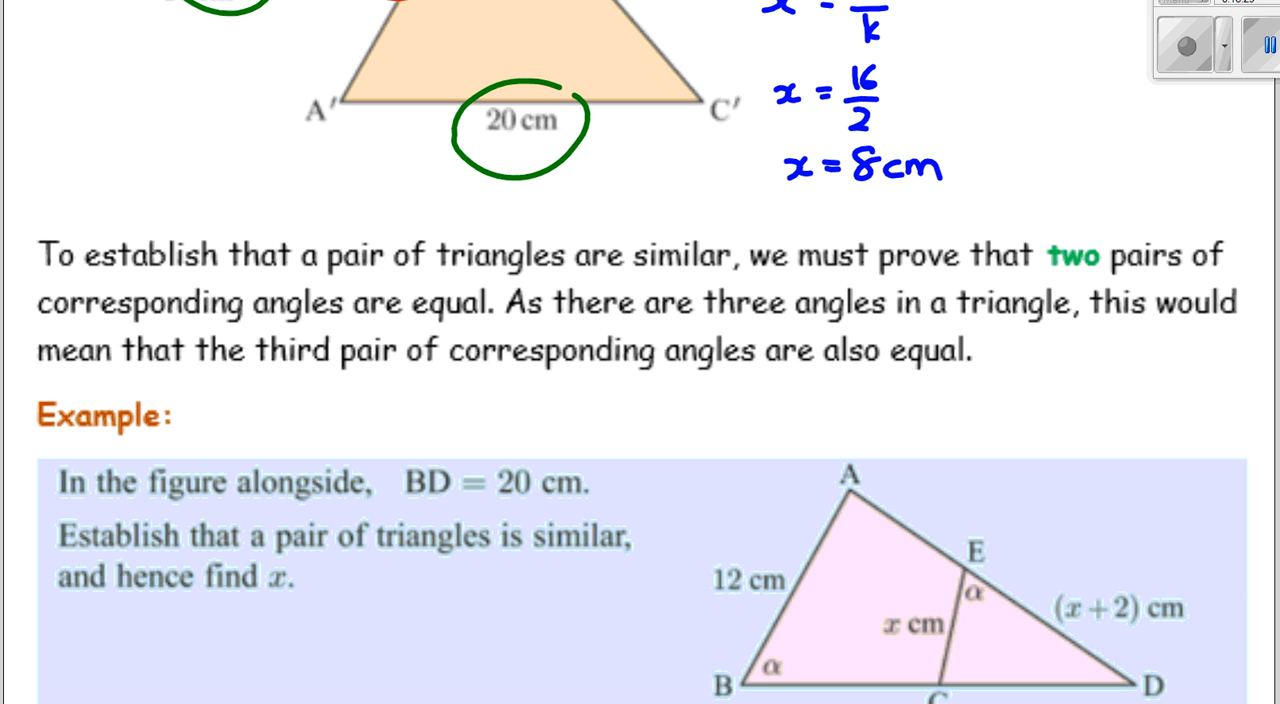 x = — k
A' 20 cm C'
x = 16/2
x = 8cm
To establish that a pair of triangles are similar, we must prove that two pairs of
corresponding angles are equal. As there are three angles in a triangle, this would
mean that the third pair of corresponding angles are also equal.
Example:
In the figure alongside, BD = 20 cm.
Establish that a pair of triangles is similar,
and hence find x.
A
E
12 cm
α
(x + 2) cm
x cm
α
B
C
D